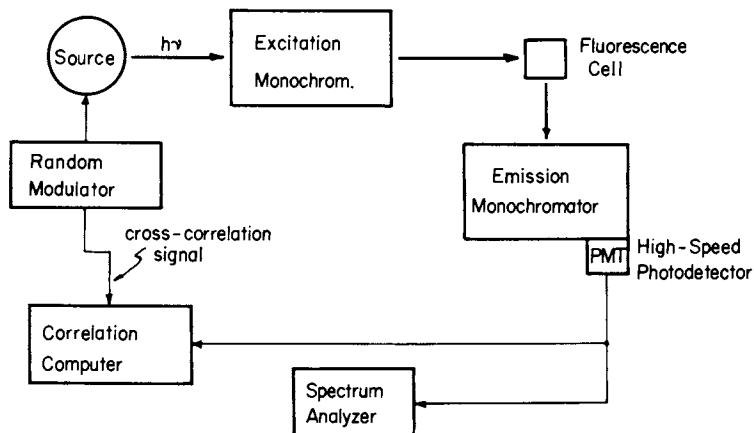 Source
hν
Excitation
Monochrom.
Fluorescence
Cell
Random
Modulator
Emission
Monochromator
cross-correlation
signal
PMT
High-Speed
Photodetector
Correlation
Computer
Spectrum
Analyzer